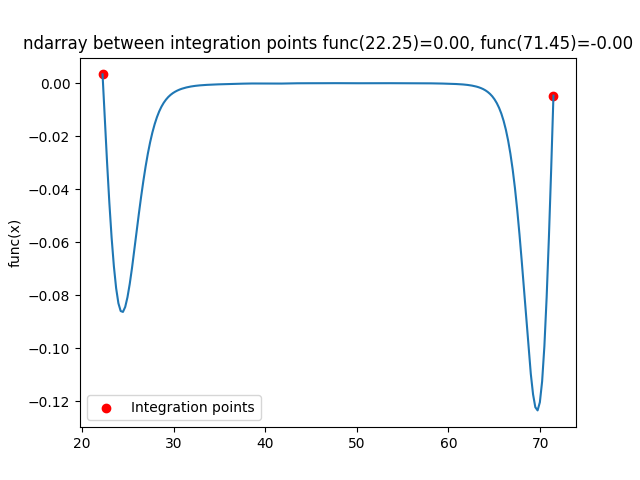 ndarray between integration points func(22.25)=0.00, func(71.45)=-0.00
0.00
−0.02
−0.04
−0.06
−0.08
−0.10
−0.12
func(x)
Integration points
20 30 40 50 60 70